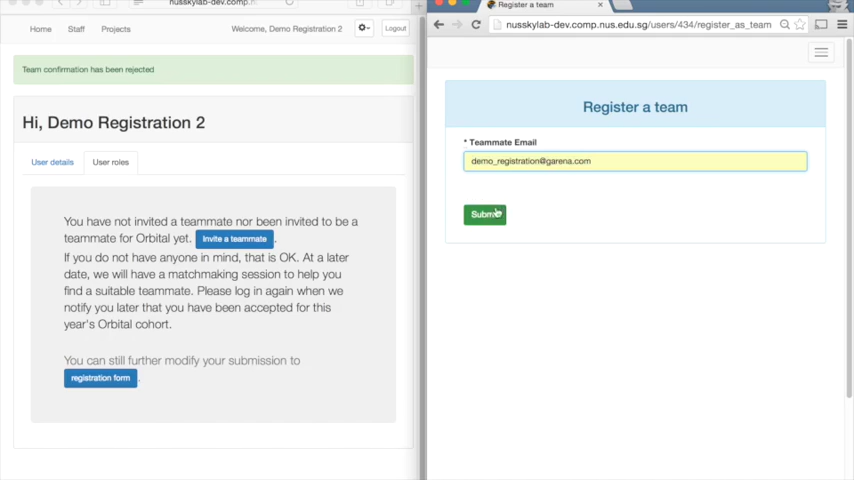 nusskylab-dev.comp.n
Home
Staff
Projects
Welcome, Demo Registration 2
Logout
Team confirmation has been rejected
Hi, Demo Registration 2
User details
User roles
You have not invited a teammate nor been invited to be a
teammate for Orbital yet. Invite a teammate .
If you do not have anyone in mind, that is OK. At a later
date, we will have a matchmaking session to help you
find a suitable teammate. Please log in again when we
notify you later that you have been accepted for this
year's Orbital cohort.
You can still further modify your submission to
registration form .
Register a team
nusskylab-dev.comp.nus.edu.sg/users/434/register_as_team
Register a team
* Teammate Email
demo_registration@garena.com
Submit